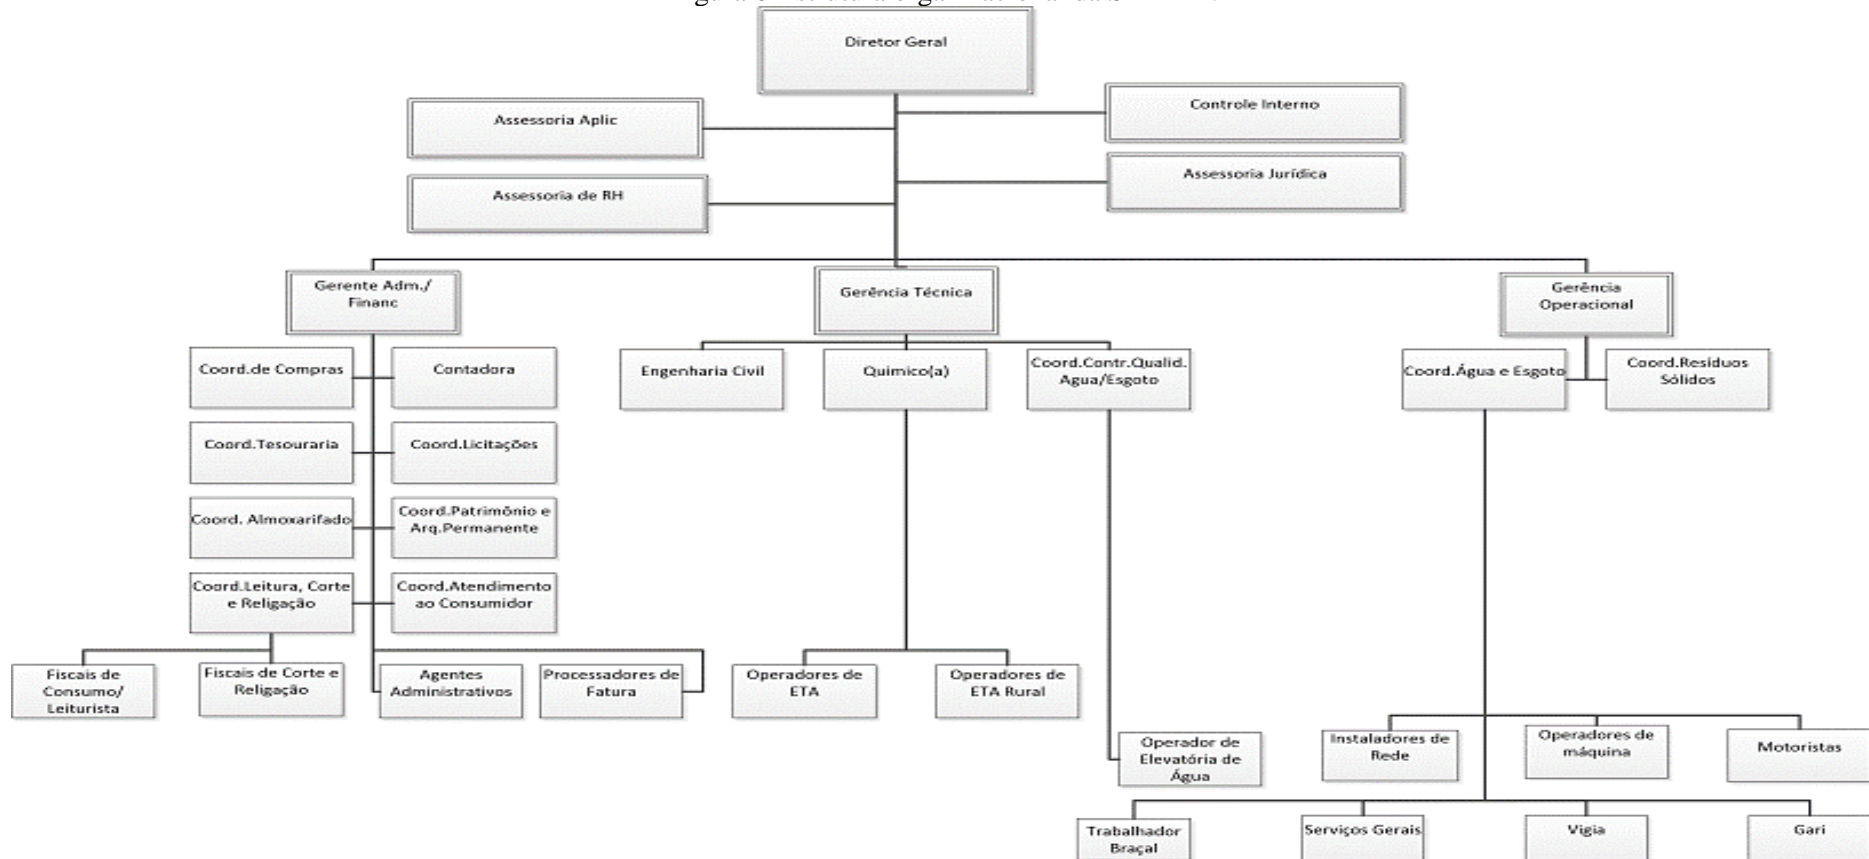 Diretor Geral
Assessoria Aplic
Controle Interno
Assessoria de RH
Assessoria Jurídica
Gerente Adm./
Financ
Gerência Técnica
Gerência
Operacional
Coord.de Compras
Contadora
Engenharia Civil
Quimico(a)
Coord.Contr.Qualid.
Agua/Esgoto
Coord.Água e Esgoto
Coord.Resíduos
Sólidos
Coord.Tesouraria
Coord.Licitações
Coord. Almoxarifado
Coord.Patrimônio e
Arq.Permanente
Coord.Leitura, Corte
e Religação
Coord.Atendimento
ao Consumidor
Fiscais de
Consumo/
Leiturista
Fiscais de Corte e
Religação
Agentes
Administrativos
Processadores de
Fatura
Operadores de
ETA
Operadores de
ETA Rural
Operador de
Elevatória de
Água
Instaladores de
Rede
Operadores de
máquina
Motoristas
Trabalhador
Braçal
Serviços Gerais
Vigia
Gari